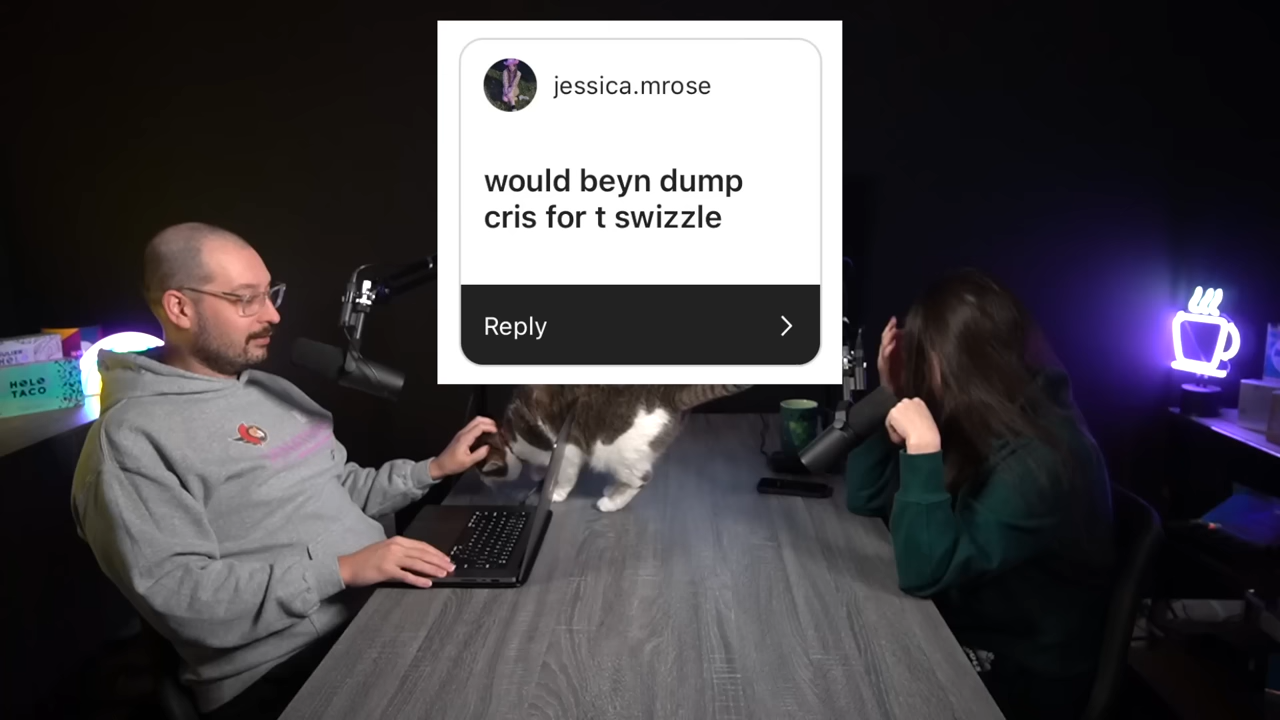 jessica.mrose
would beyn dump
cris for t swizzle
Reply
HOLO
TACO